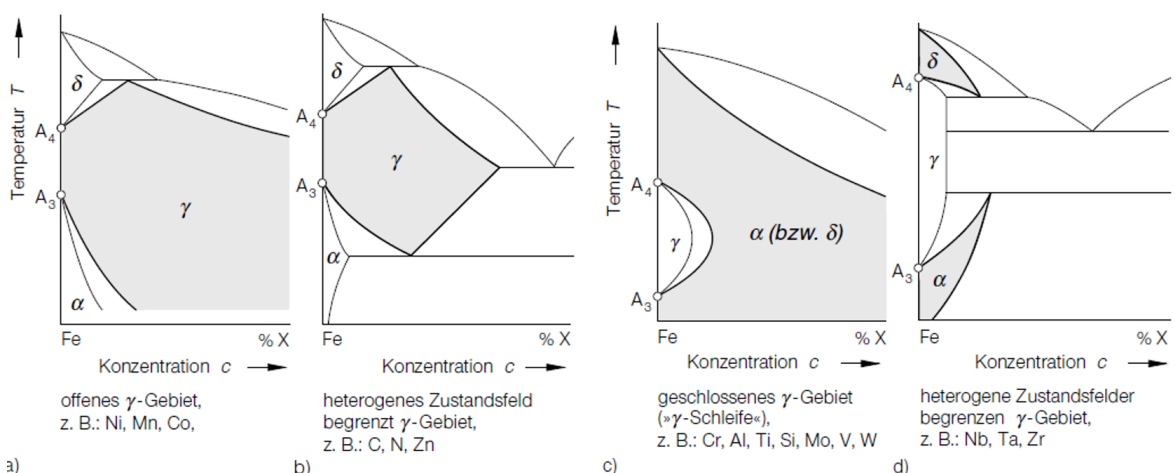 Temperatur T
δ
A4
A3
γ
α
Fe
% X
Konzentration c
offenes γ-Gebiet,
z. B.: Ni, Mn, Co,
a)
δ
A4
γ
A3
α
Fe
% X
Konzentration c
heterogenes Zustandsfeld
begrenzt γ-Gebiet,
z. B.: C, N, Zn
b)
Temperatur T
A4
γ
α (bzw. δ)
A3
Fe
% X
Konzentration c
geschlossenes γ-Gebiet
(»γ-Schleife«),
z. B.: Cr, Al, Ti, Si, Mo, V, W
c)
δ
A4
γ
A3
α
Fe
% X
Konzentration c
heterogene Zustandsfelder
begrenzen γ-Gebiet,
z. B.: Nb, Ta, Zr
d)